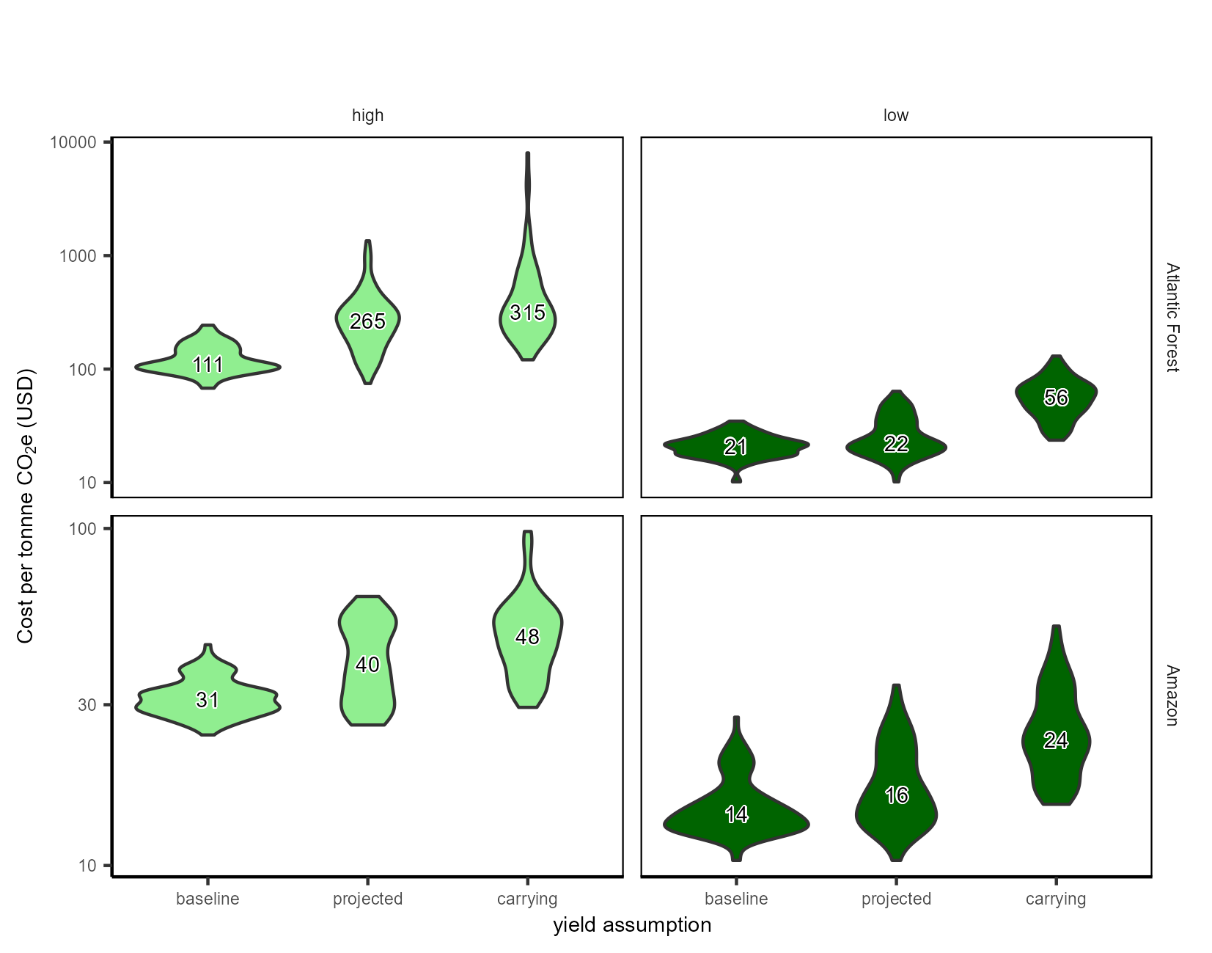 high
low
10000
1000
100
10
111
265
315
21
22
56
Atlantic Forest
100
30
10
31
40
48
14
16
24
Amazon
Cost per tonnne CO₂e (USD)
baseline
projected
carrying
baseline
projected
carrying
yield assumption